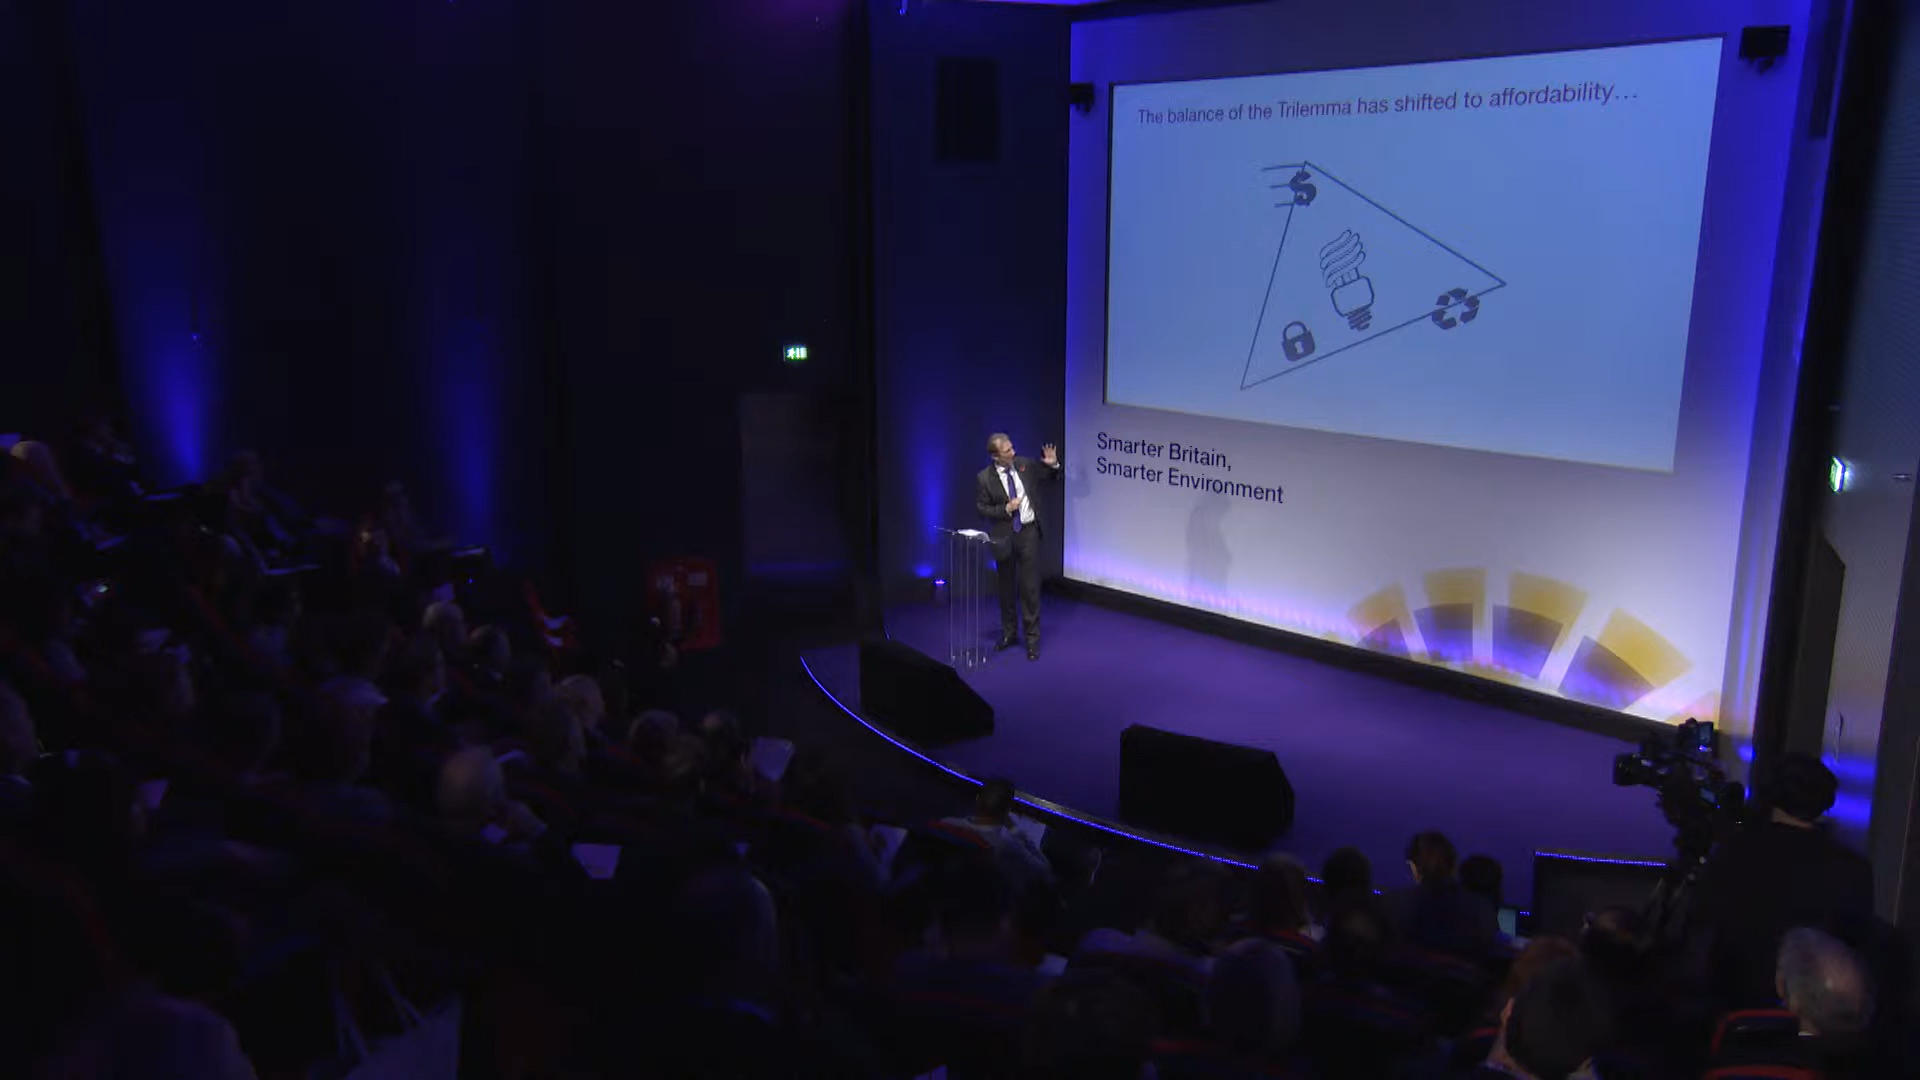 The balance of the Trilemma has shifted to affordability…
$
Smarter Britain,
Smarter Environment